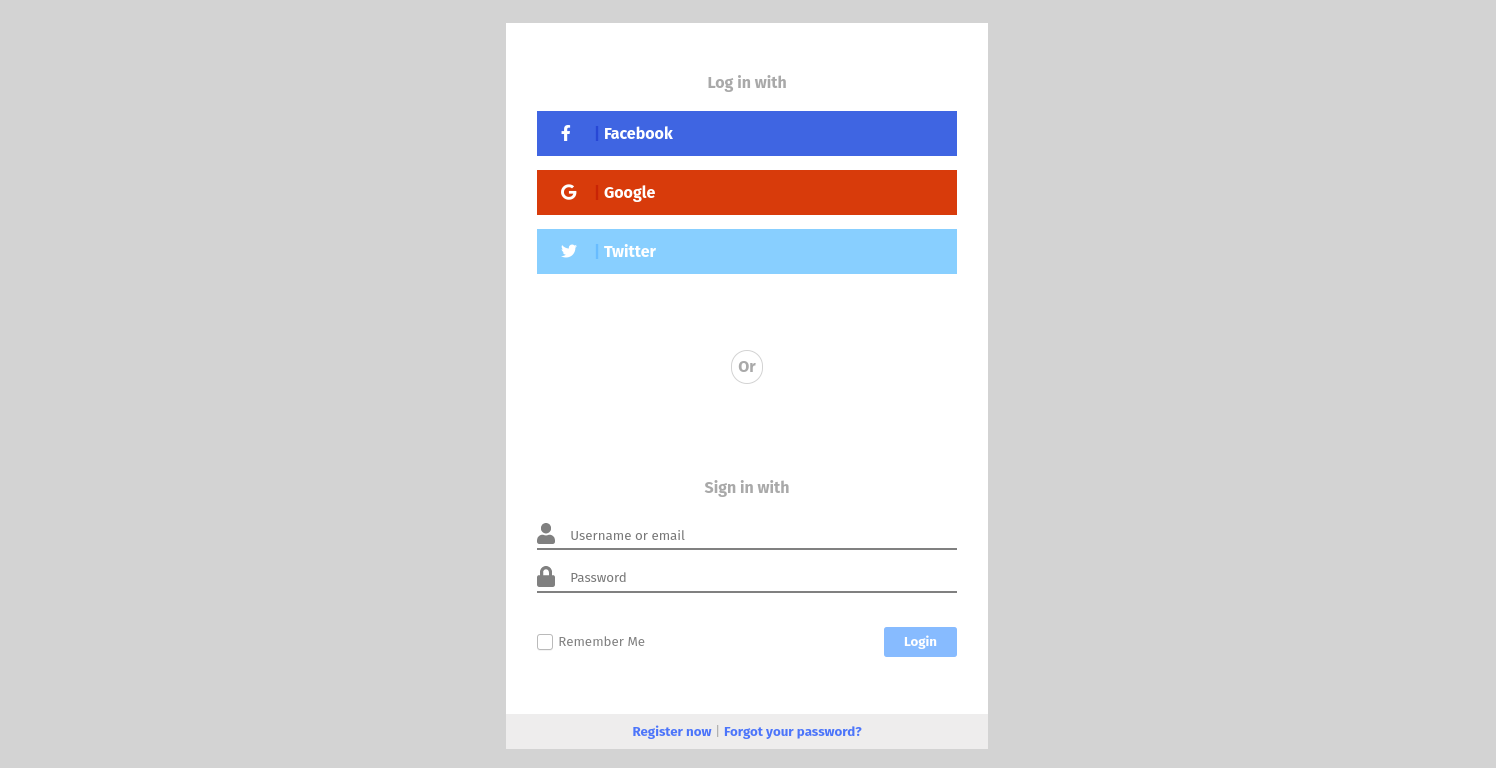 Log in with
| Facebook
| Google
| Twitter
Or
Sign in with
Username or email
Password
Remember Me
Login
Register now | Forgot your password?